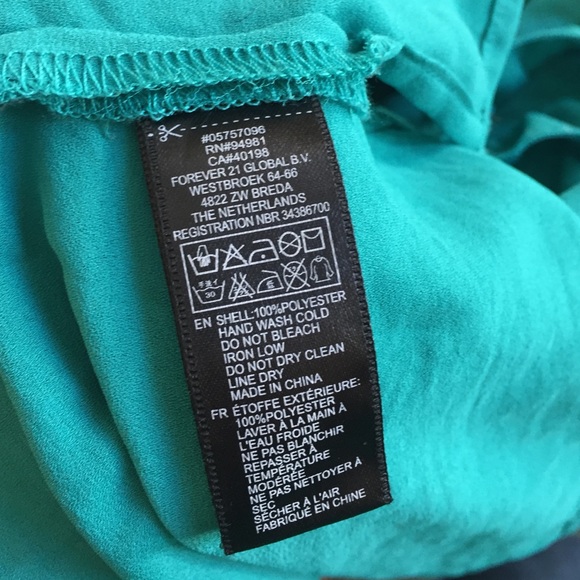 #05757096
RN#94981
CA#40198
FOREVER 21 GLOBAL B.V.
WESTBROEK 64-66
4822 ZW BREDA
THE NETHERLANDS
REGISTRATION NBR 34386700
30
EN SHELL:100%POLYESTER
HAND WASH COLD
DO NOT BLEACH
IRON LOW
DO NOT DRY CLEAN
LINE DRY
MADE IN CHINA
FR ÉTOFFE EXTÉRIEURE:
100%POLYESTER
LAVER À LA MAIN À
L'EAU FROIDE
NE PAS BLANCHIR
REPASSER À
TEMPÉRATURE
MODÉRÉE
NE PAS NETTOYER À
SEC
SÉCHER À L'AIR
FABRIQUÉ EN CHINE